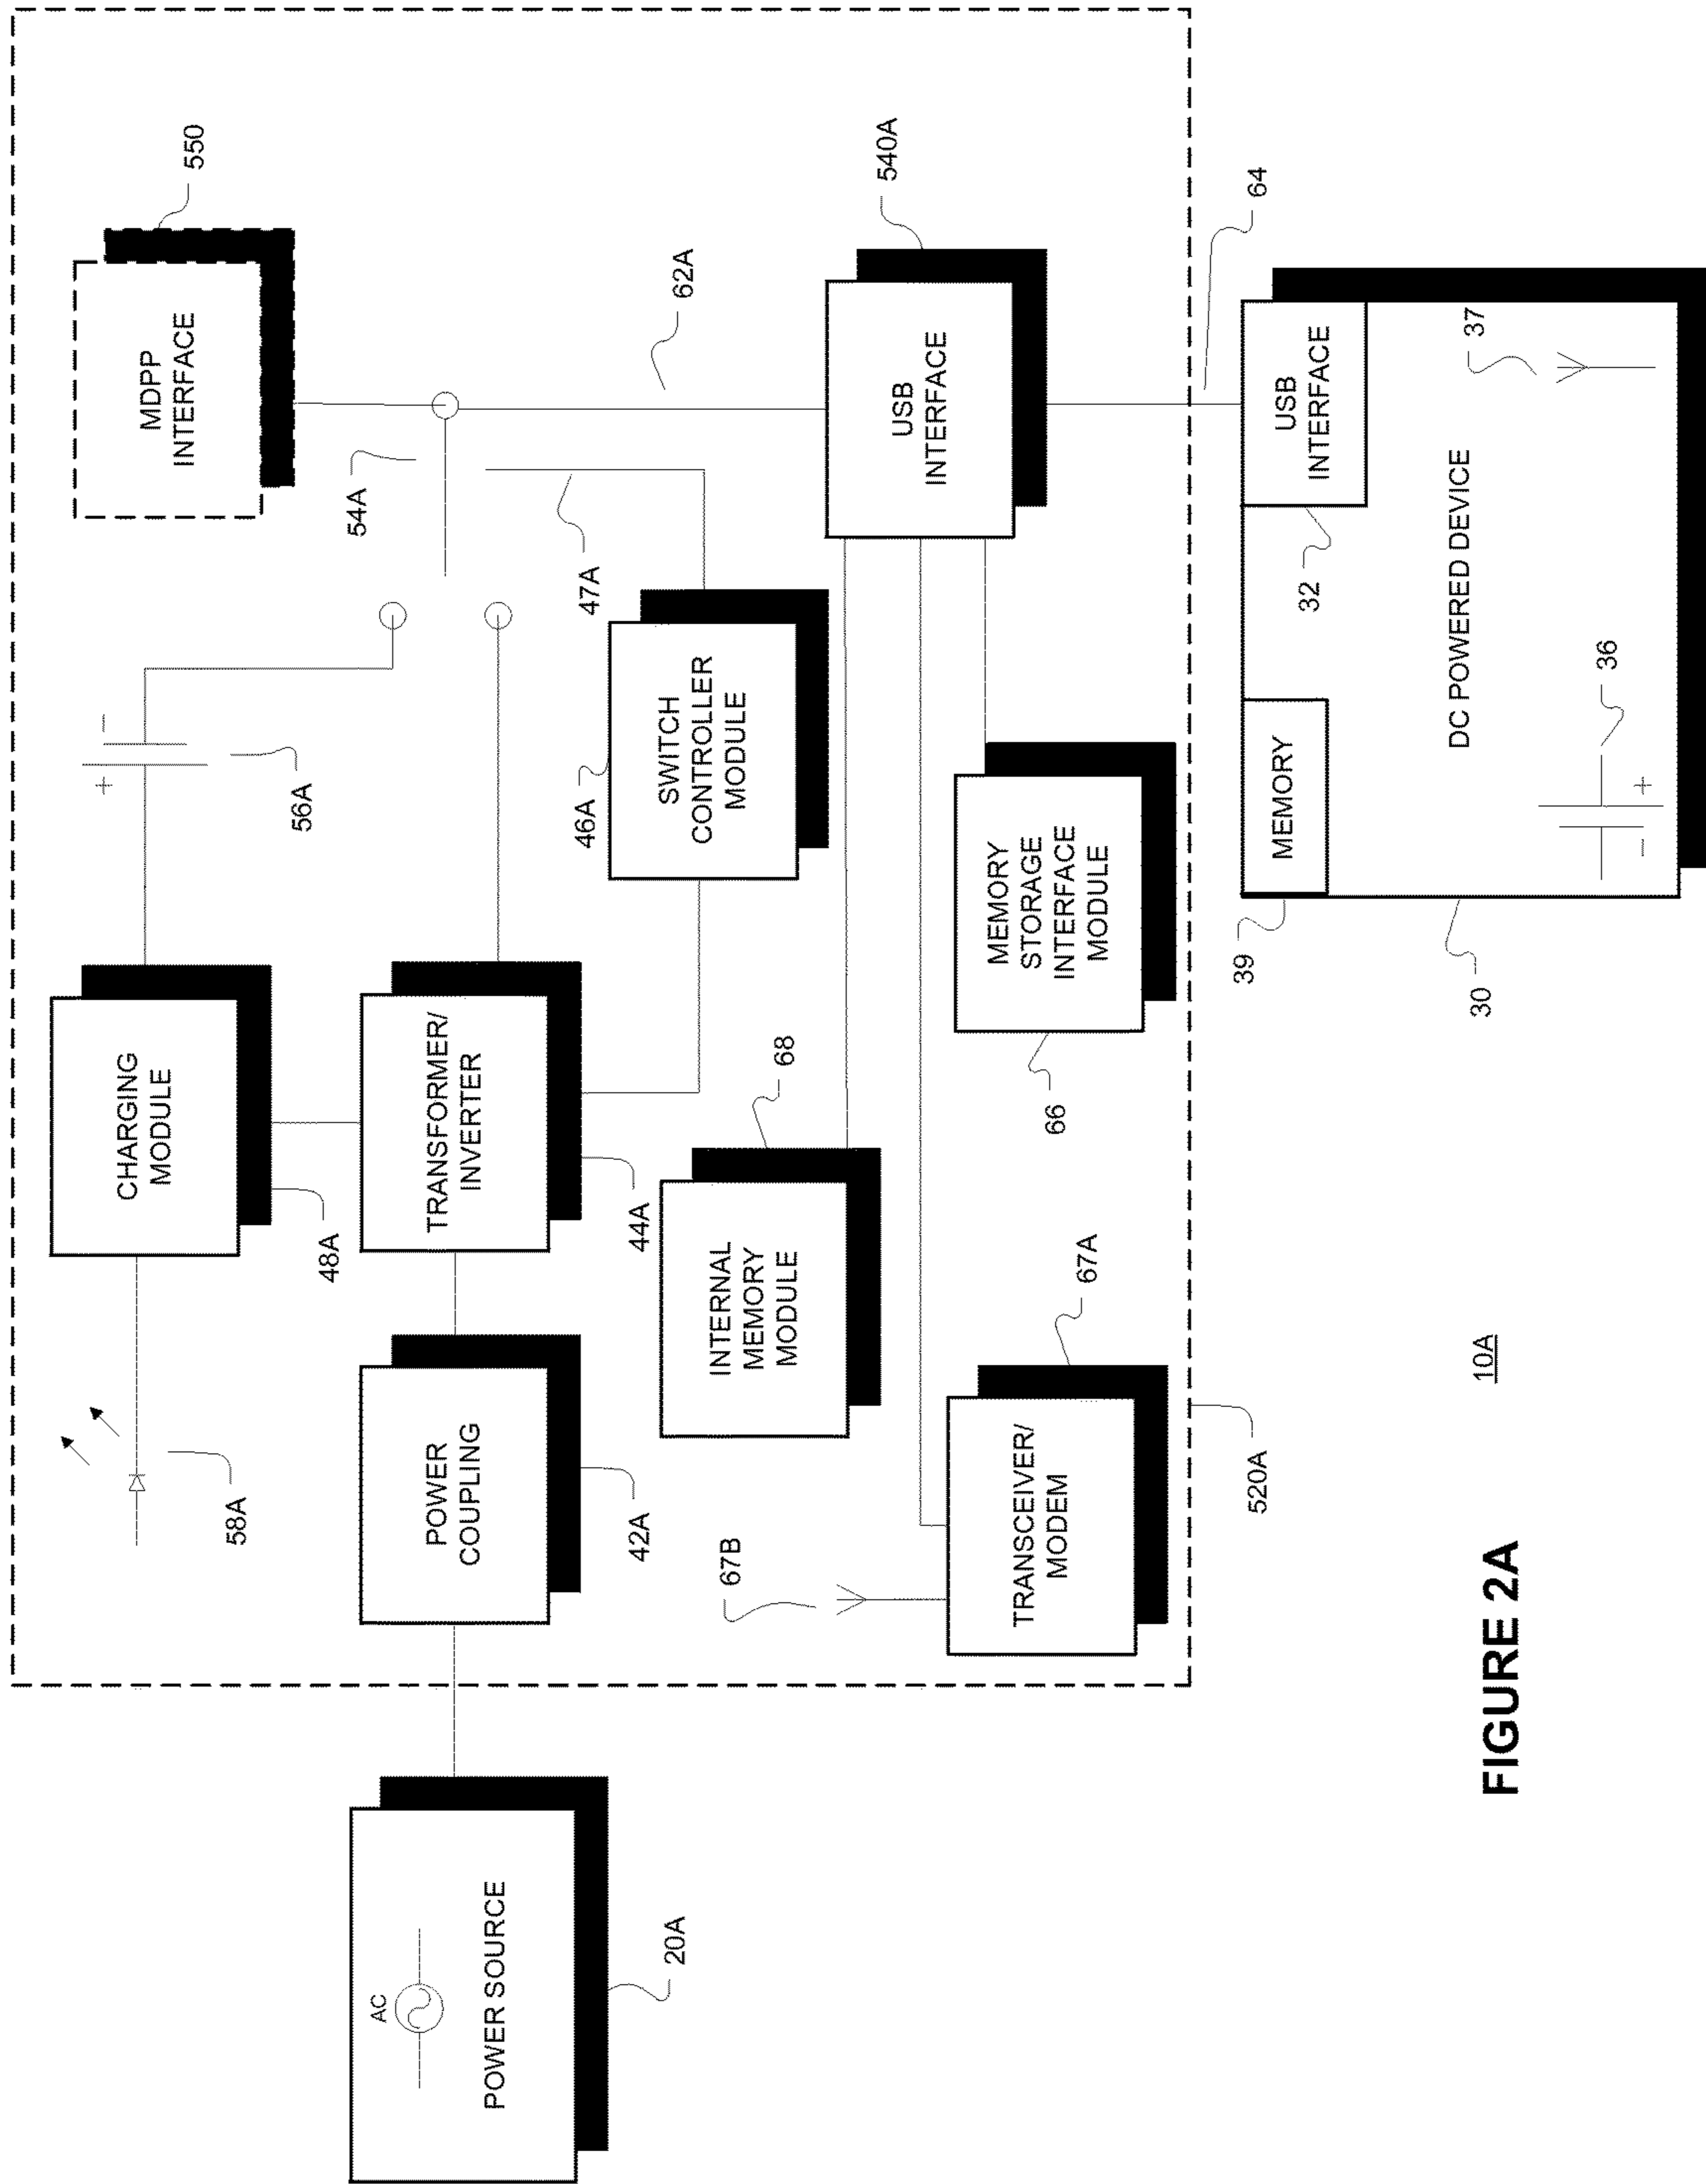 AC
POWER SOURCE
20A
58A
CHARGING
MODULE
48A
+
-
56A
MDPP
INTERFACE
550
POWER
COUPLING
42A
TRANSFORMER/
INVERTER
44A
54A
47A
62A
46A
SWITCH
CONTROLLER
MODULE
INTERNAL
MEMORY
MODULE
68
USB
INTERFACE
540A
67B
TRANSCEIVER/
MODEM
67A
MEMORY
STORAGE
INTERFACE
MODULE
66
520A
64
39
MEMORY
32
USB
INTERFACE
37
DC POWERED DEVICE
36
-
+
30
10A
FIGURE 2A